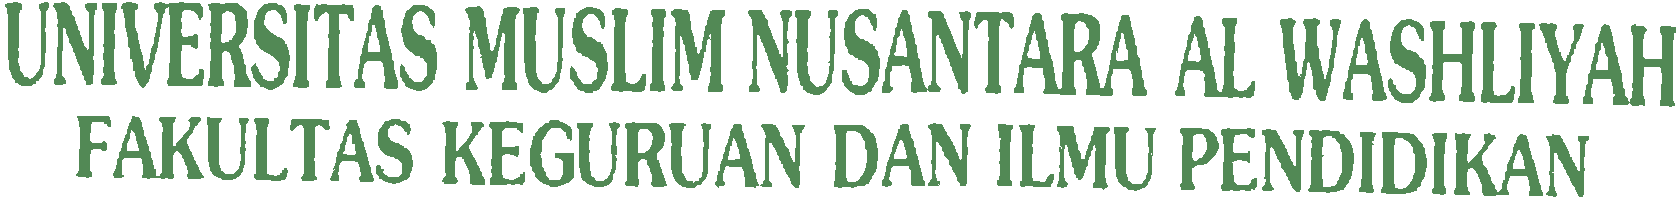 UNIVERSITAS MUSLIM NUSANTARA AL WASHLIYAH
FAKULTAS KEGURUAN DAN ILMU PENDIDIKAN